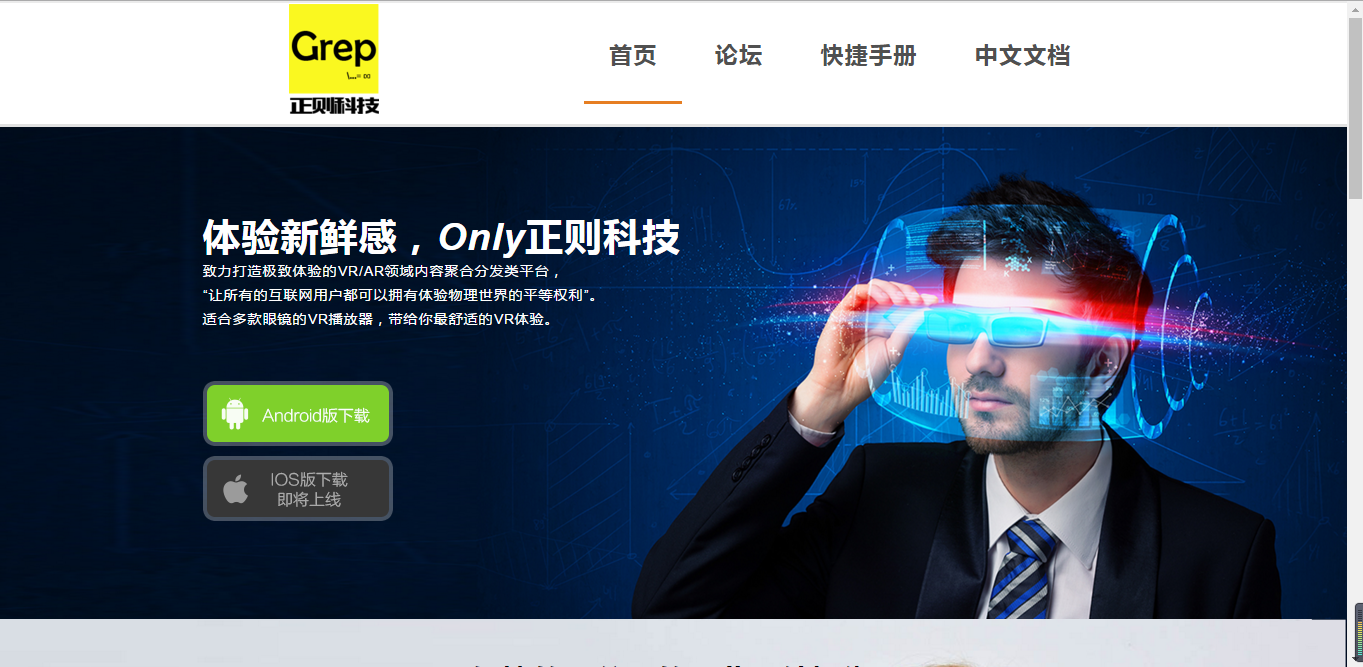 Grep
正则科技
首页
论坛
快捷手册
中文文档
体验新鲜感，Only正则科技
致力打造极致体验的VR/AR领域内容聚合分发类平台，
“让所有的互联网用户都可以拥有体验物理世界的平等权利”。
适合多款眼镜的VR播放器，带给你最舒适的VR体验。
Android版下载
IOS版下载
即将上线